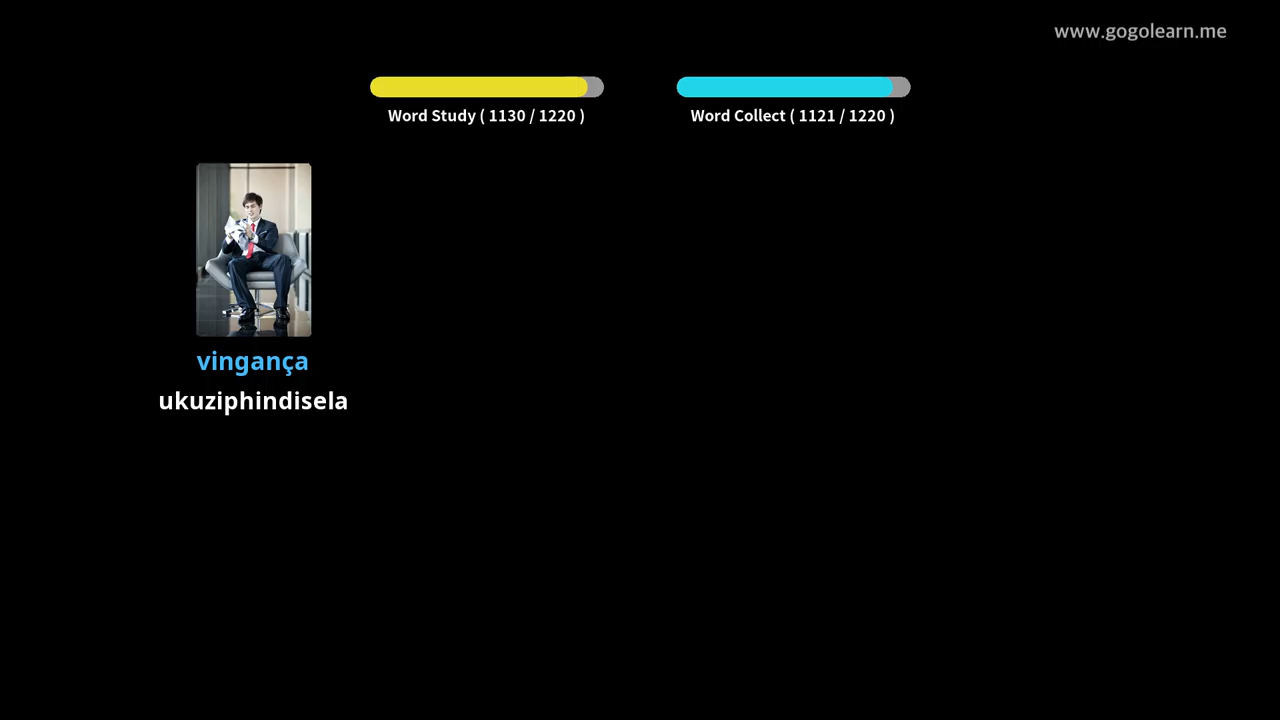 www.gogolearn.me
Word Study ( 1130 / 1220 )
Word Collect ( 1121 / 1220 )
vingança
ukuziphindisela